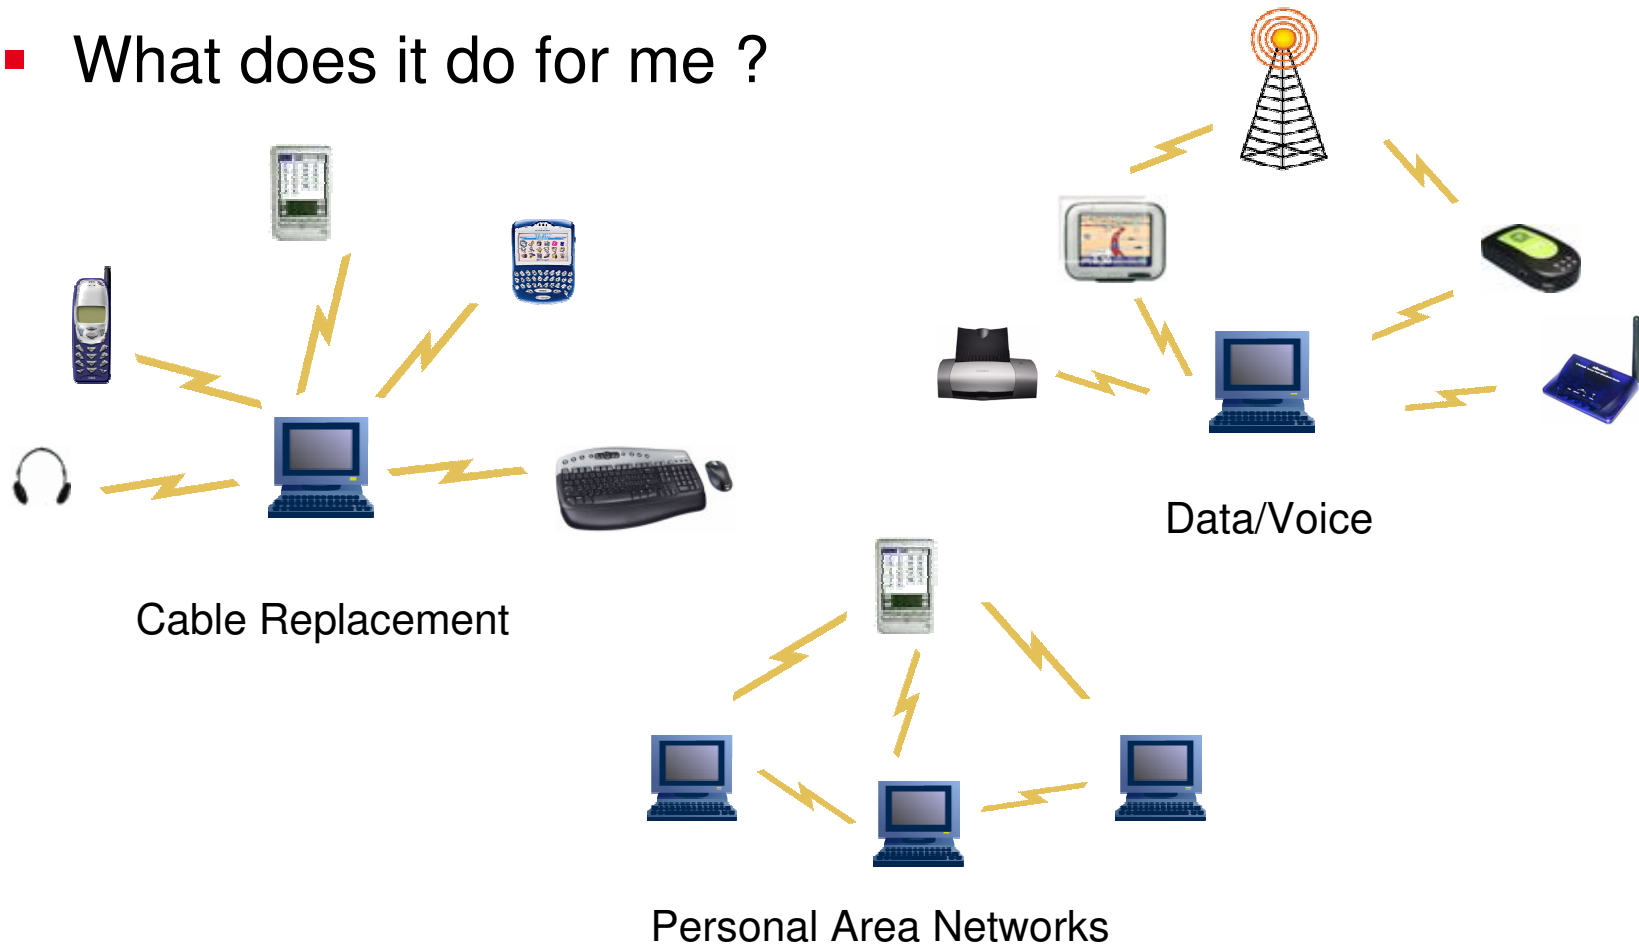 What does it do for me ?
Data/Voice
Cable Replacement
Personal Area Networks